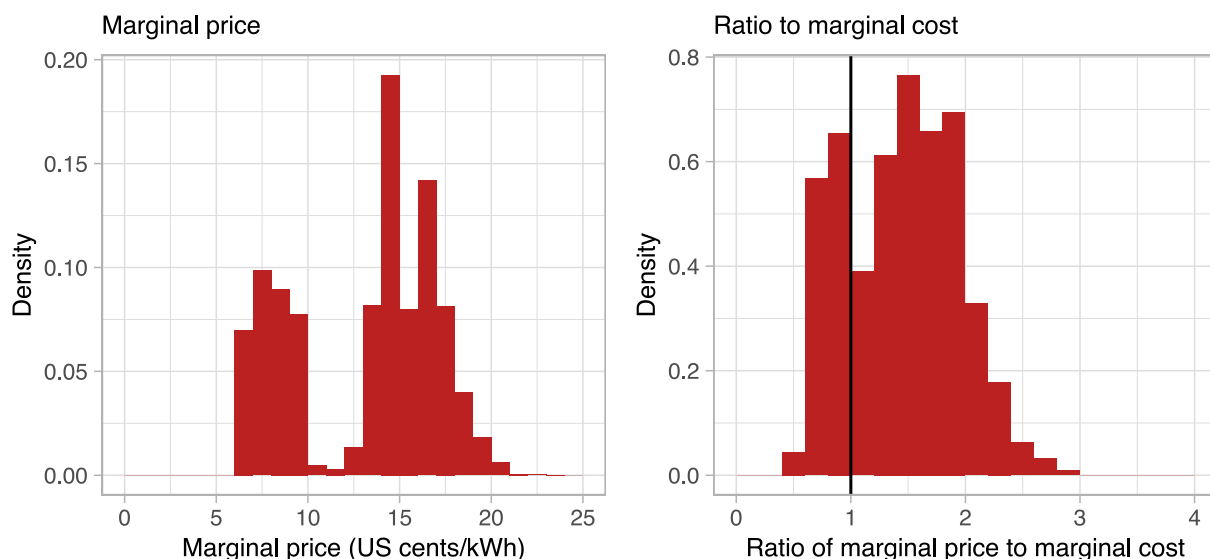 Marginal price
0.20
0.15
0.10
0.05
0.00
Density
0 5 10 15 20 25
Marginal price (US cents/kWh)
Ratio to marginal cost
0.8
0.6
0.4
0.2
0.0
Density
0 1 2 3 4
Ratio of marginal price to marginal cost